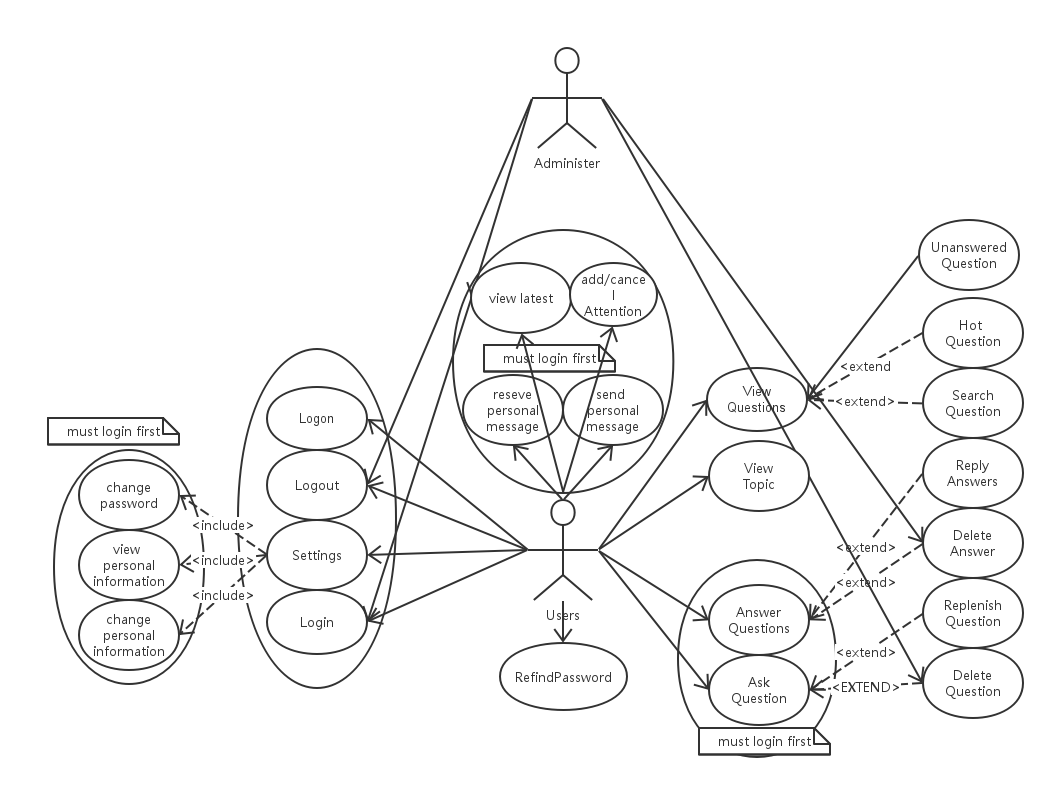 Administer
Unanswered
Question
view latest
add/cance
l
Attention
Hot
Question
must login first
<extend
View
Questions
<extend>
Search
Question
reseve
personal
message
send
personal
message
Logon
must login first
View
Topic
Reply
Answers
change
password
Logout
<include>
<extend>
Delete
Answer
view
personal
information
<include>
Settings
<extend>
<include>
change
personal
information
Login
Users
Answer
Questions
Replenish
Question
<extend>
RefindPassword
Ask
Question
<EXTEND>
Delete
Question
must login first